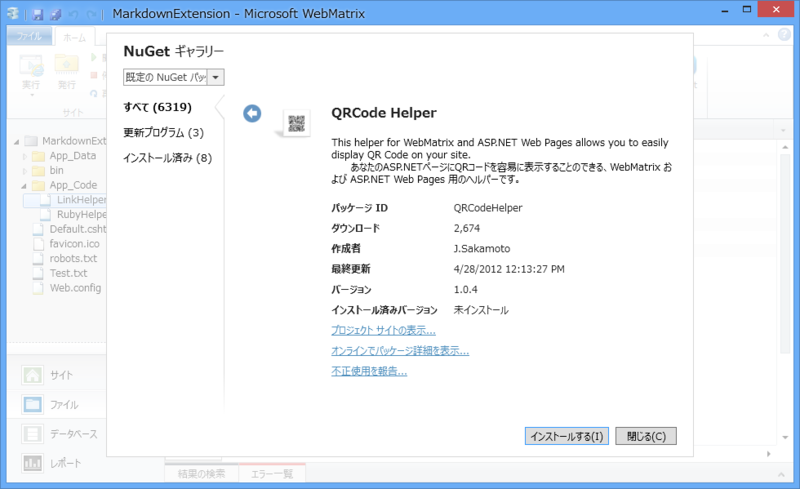 MarkdownExtension - Microsoft WebMatrix
ファイル
ホーム
実行
発行
サイト
NuGet ギャラリー
既定の NuGet パッ
すべて (6319)
更新プログラム (3)
インストール済み (8)
QRCode Helper
This helper for WebMatrix and ASP.NET Web Pages allows you to easily
display QR Code on your site.
あなたのASP.NETページにQRコードを容易に表示することのできる、WebMatrix お
よび ASP.NET Web Pages 用のヘルパーです。
パッケージ ID QRCodeHelper
ダウンロード 2,674
作成者 J.Sakamoto
最終更新 4/28/2012 12:13:27 PM
バージョン 1.0.4
インストール済みバージョン 未インストール
プロジェクト サイトの表示...
オンラインでパッケージ詳細を表示...
不正使用を報告...
インストールする(I) 閉じる(C)
MarkdownExt
App_Data
bin
App_Code
LinkHelpe
RubyHelpe
Default.csht
favicon.ico
robots.txt
Test.txt
Web.config
サイト
ファイル
データベース
レポート
結果の検索 エラー一覧